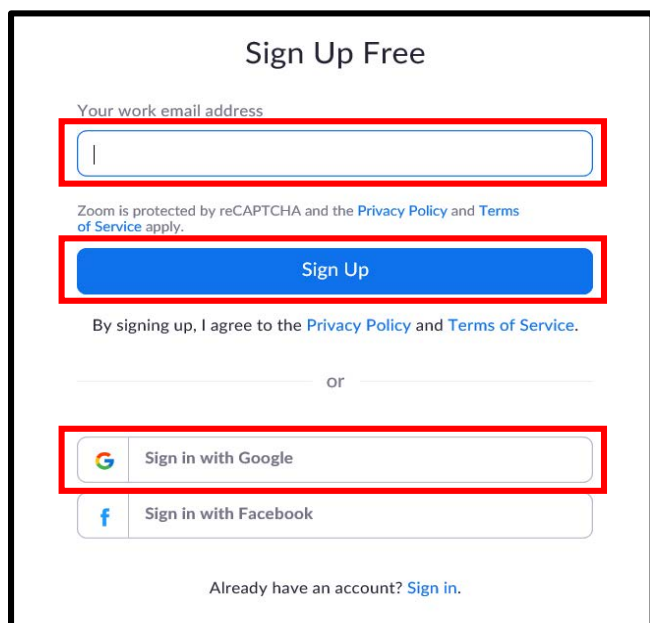 Sign Up Free
Your work email address
Zoom is protected by reCAPTCHA and the Privacy Policy and Terms
of Service apply.
Sign Up
By signing up, I agree to the Privacy Policy and Terms of Service.
or
Sign in with Google
Sign in with Facebook
Already have an account? Sign in.